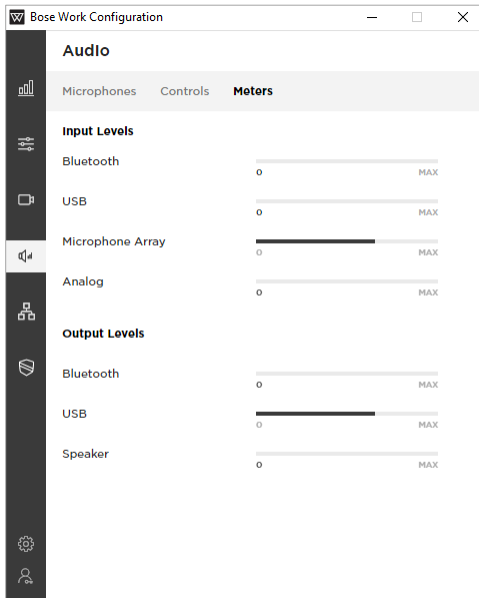 Bose Work Configuration
Audio
Microphones Controls Meters
Input Levels
Bluetooth
0 MAX
USB
0 MAX
Microphone Array
0 MAX
Analog
0 MAX
Output Levels
Bluetooth
0 MAX
USB
0 MAX
Speaker
0 MAX